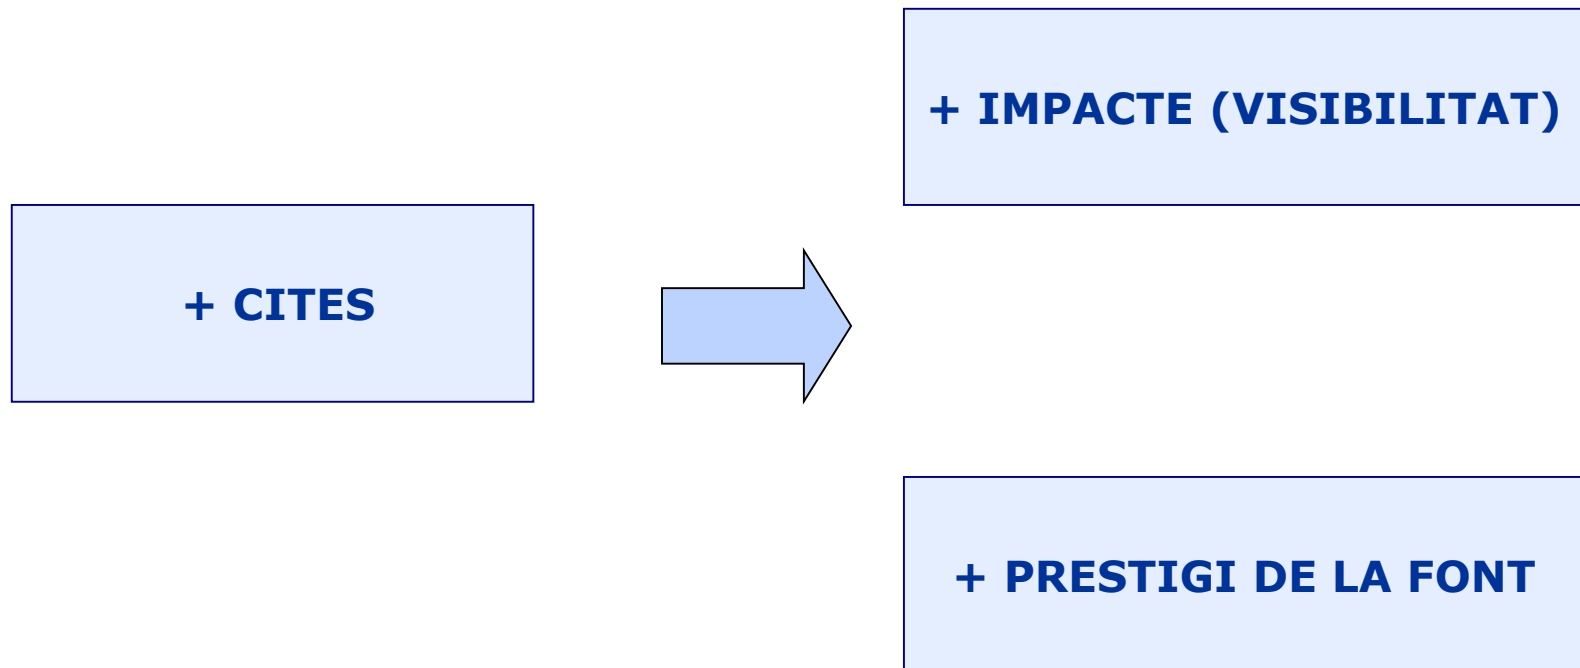 + IMPACTE (VISIBILITAT)
+ CITES
+ PRESTIGI DE LA FONT